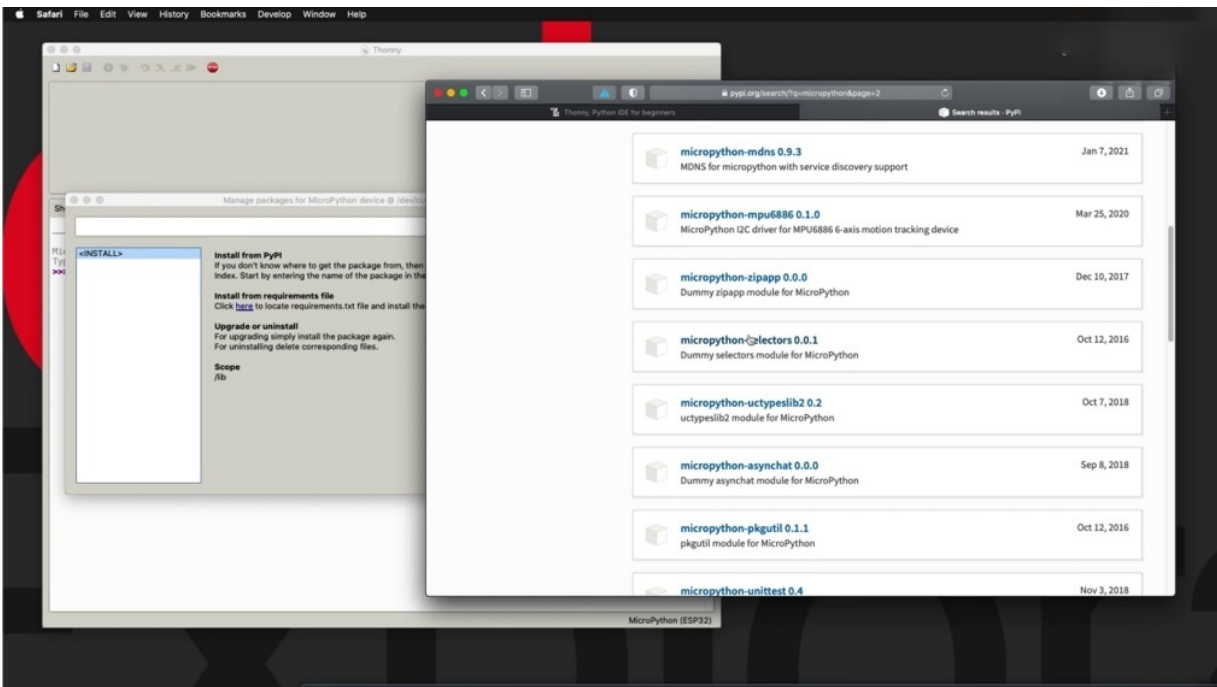 Safari File Edit View History Bookmarks Develop Window Help
Thonny
pypi.org/search/?q=micropython&page=2
Thonny, Python IDE for beginners
Search results · PyPI
micropython-mdns 0.9.3
Jan 7, 2021
MDNS for micropython with service discovery support
Manage packages for MicroPython device @
micropython-mpu6886 0.1.0
Mar 25, 2020
MicroPython I2C driver for MPU6886 6-axis motion tracking device
<INSTALL>
Install from PyPI
If you don't know where to get the package from, then
Index. Start by entering the name of the package in the
Install from requirements file
Click here to locate requirements.txt file and install the
Upgrade or uninstall
For upgrading simply install the package again.
For uninstalling delete corresponding files.
Scope
/lib
>>>
micropython-zipapp 0.0.0
Dec 10, 2017
Dummy zipapp module for MicroPython
micropython-selectors 0.0.1
Oct 12, 2016
Dummy selectors module for MicroPython
micropython-uctypeslib2 0.2
Oct 7, 2018
uctypeslib2 module for MicroPython
micropython-asynchat 0.0.0
Sep 8, 2018
Dummy asynchat module for MicroPython
micropython-pkgutil 0.1.1
Oct 12, 2016
pkgutil module for MicroPython
micropython-unittest 0.4
Nov 3, 2018
MicroPython (ESP32)